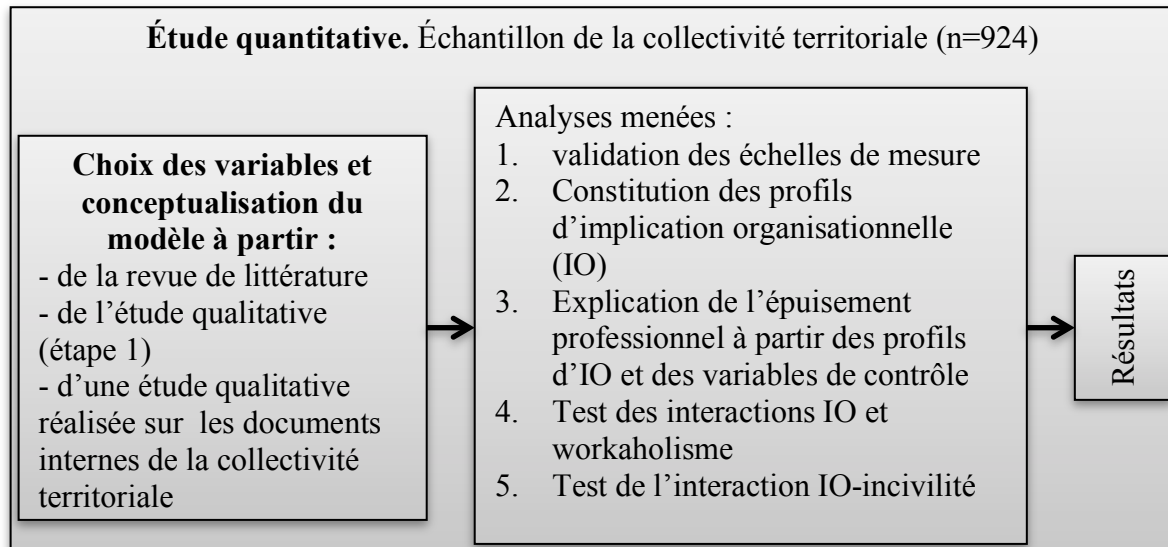 Étude quantitative. Échantillon de la collectivité territoriale (n=924)
Choix des variables et
conceptualisation du
modèle à partir :
- de la revue de littérature
- de l’étude qualitative
(étape 1)
- d’une étude qualitative
réalisée sur les documents
internes de la collectivité
territoriale
Analyses menées :
1. validation des échelles de mesure
2. Constitution des profils
d’implication organisationnelle
(IO)
3. Explication de l’épuisement
professionnel à partir des profils
d’IO et des variables de contrôle
4. Test des interactions IO et
workaholisme
5. Test de l’interaction IO-incivilité
Résultats